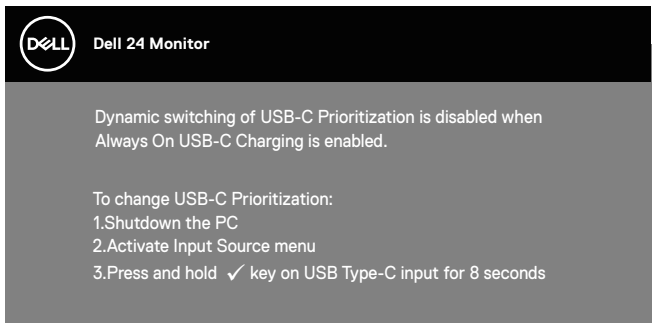 DELL
Dell 24 Monitor
Dynamic switching of USB-C Prioritization is disabled when
Always On USB-C Charging is enabled.
To change USB-C Prioritization:
1.Shutdown the PC
2.Activate Input Source menu
3.Press and hold ✓ key on USB Type-C input for 8 seconds